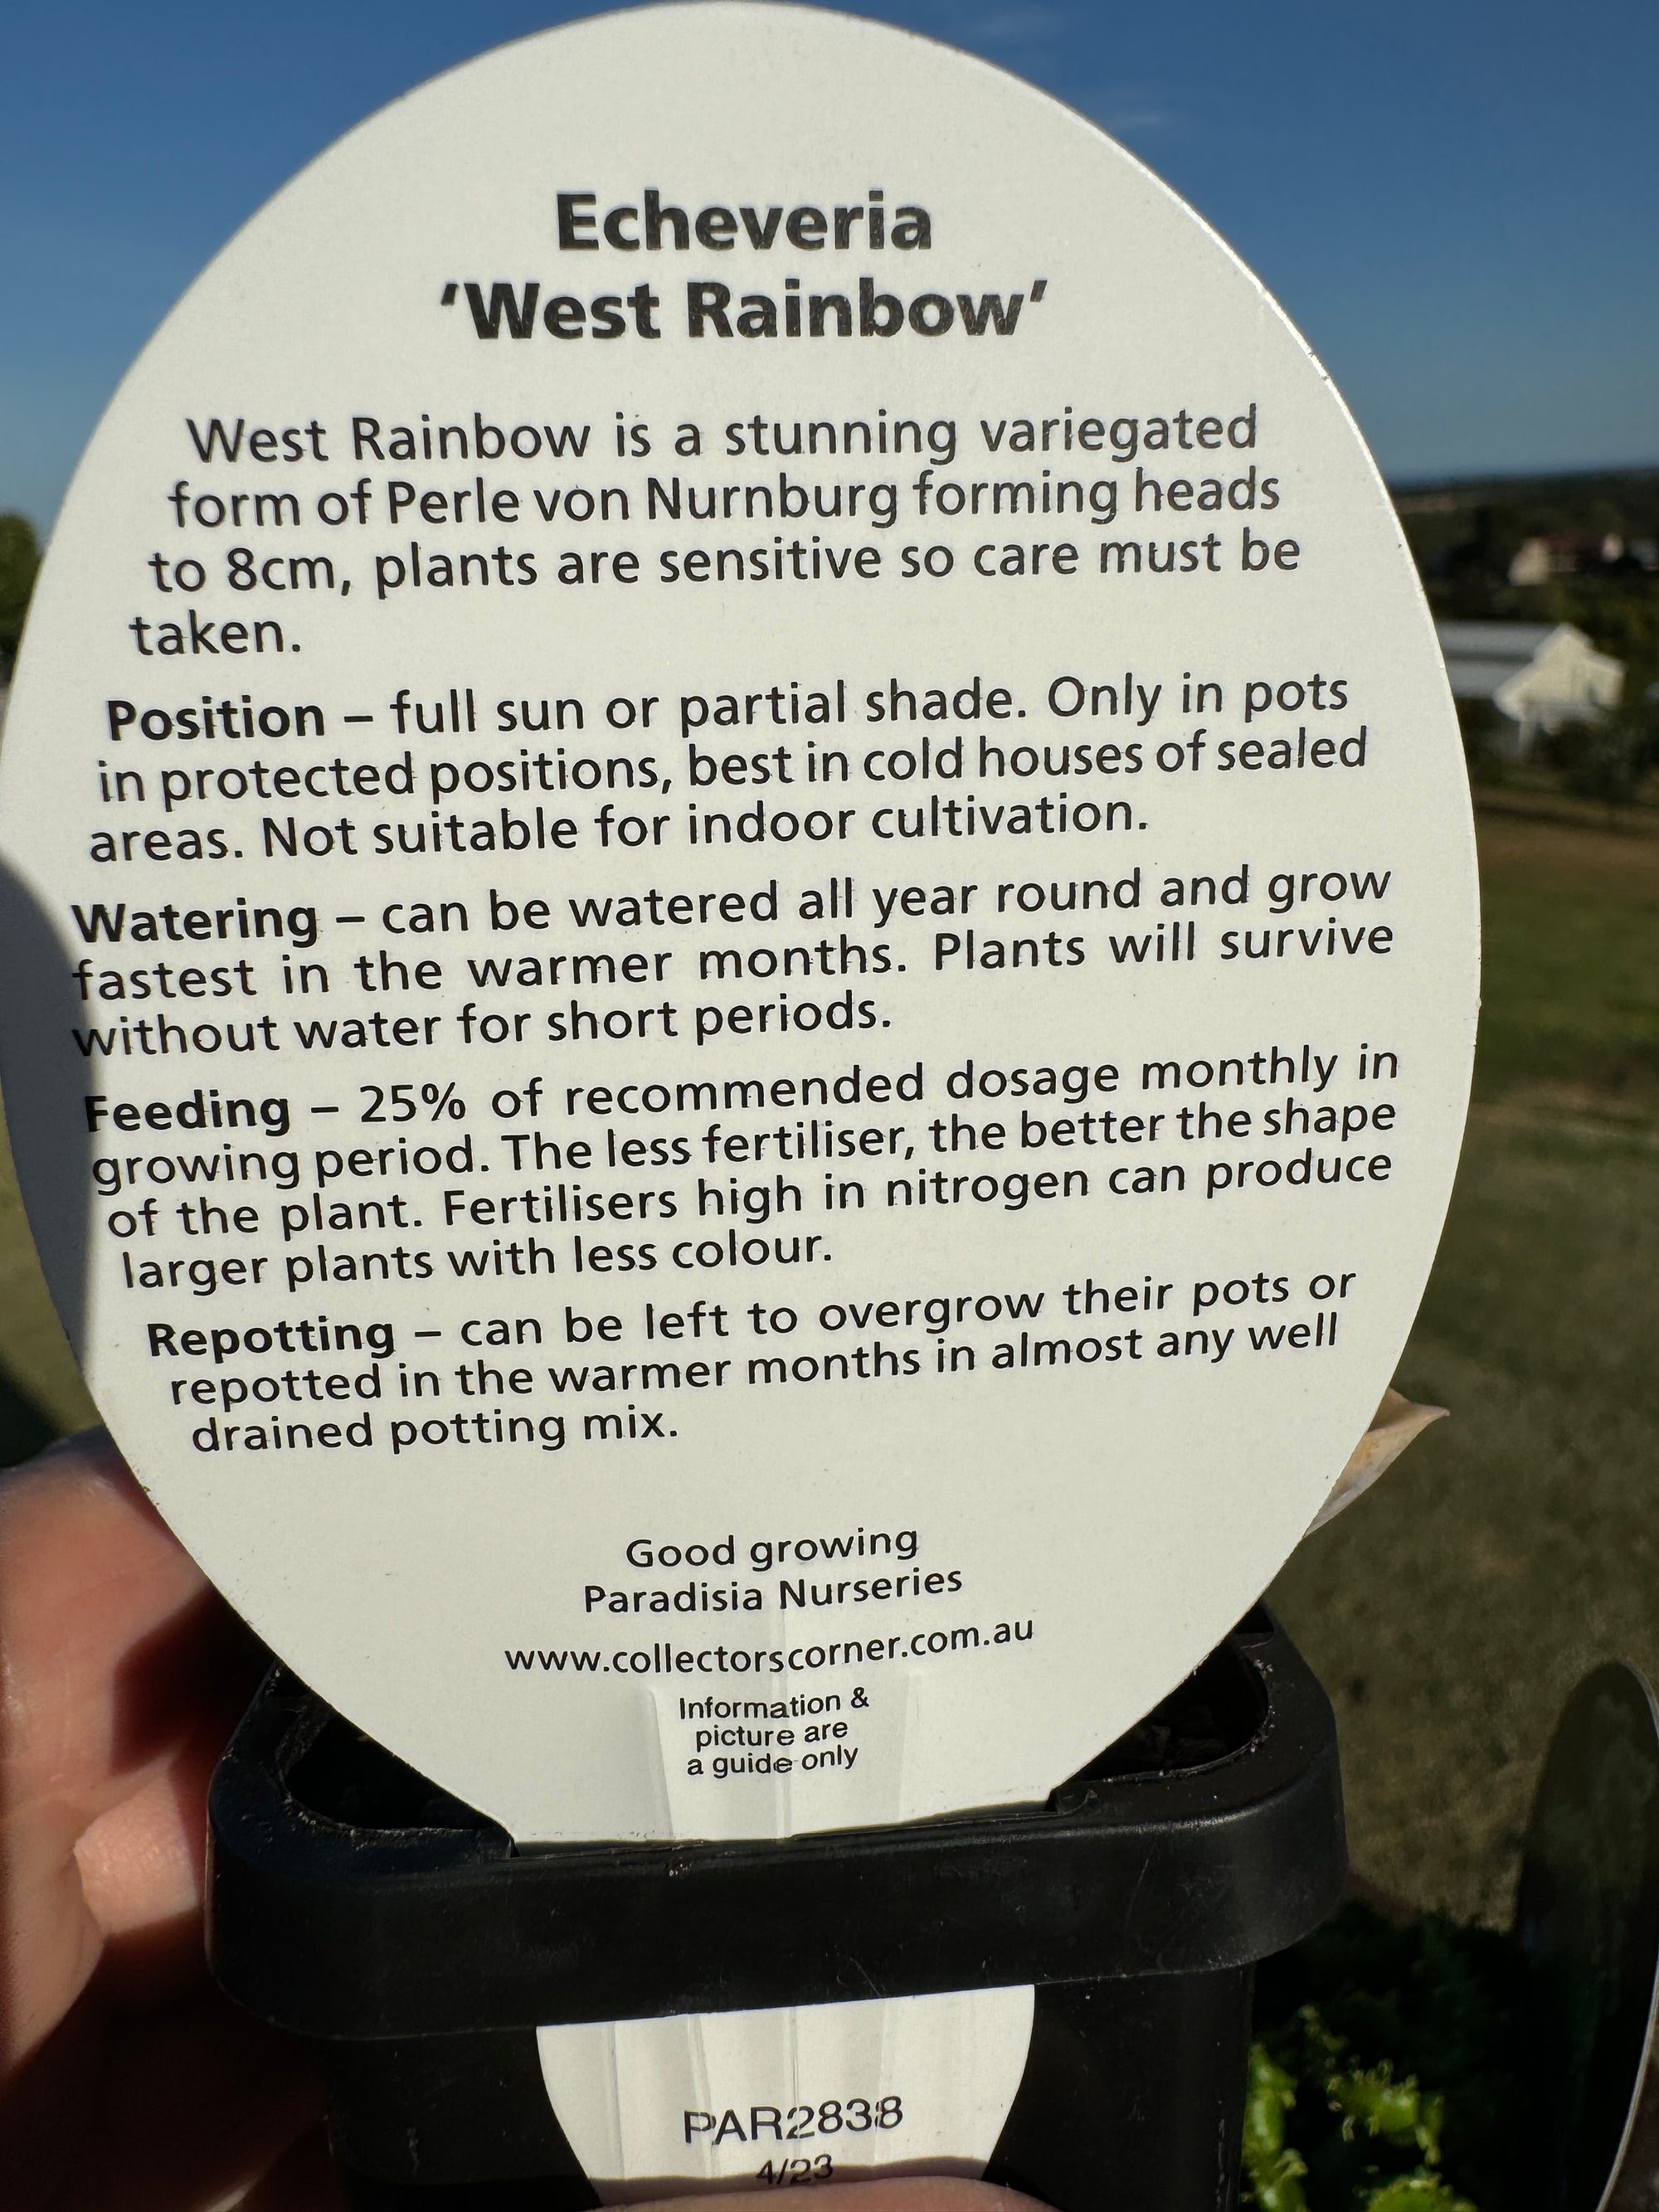 Echeveria
‘West Rainbow’
West Rainbow is a stunning variegated
form of Perle von Nurnburg forming heads
to 8cm, plants are sensitive so care must be
taken.
Position – full sun or partial shade. Only in pots
in protected positions, best in cold houses of sealed
areas. Not suitable for indoor cultivation.
Watering – can be watered all year round and grow
fastest in the warmer months. Plants will survive
without water for short periods.
Feeding – 25% of recommended dosage monthly in
growing period. The less fertiliser, the better the shape
of the plant. Fertilisers high in nitrogen can produce
larger plants with less colour.
Repotting – can be left to overgrow their pots or
repotted in the warmer months in almost any well
drained potting mix.
Good growing
Paradisia Nurseries
www.collectorscorner.com.au
Information &
picture are
a guide only
PAR2838
4/23